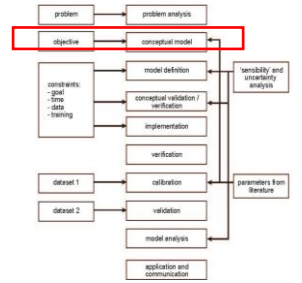 problem
problem analysis
objective
conceptual model
model definition
'sensibility' and
uncertainty
analysis
constraints:
- goal
- time
- data
- training
conceptual validation /
verification
implementation
verification
dataset 1
calibration
parameters from
literature
dataset 2
validation
model analysis
application and
communication